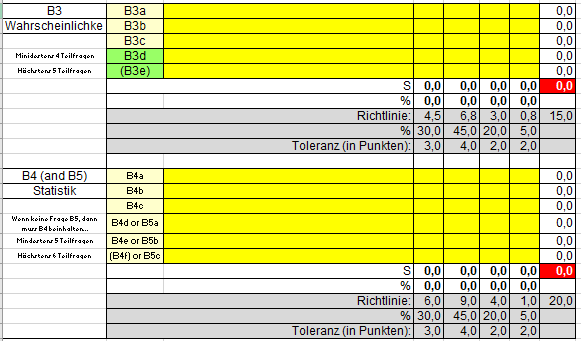 B3 B3a 0,0
Wahrscheinlichke B3b 0,0
B3c 0,0
Mindestens 4 Teilfragen B3d 0,0
Höchstens 5 Teilfragen (B3e) 0,0
S 0,0 0,0 0,0 0,0 0,0
% 0,0 0,0 0,0 0,0
Richtlinie: 4,5 6,8 3,0 0,8 15,0
% 30,0 45,0 20,0 5,0
Toleranz (in Punkten): 3,0 4,0 2,0 2,0
B4 (and B5) B4a 0,0
Statistik B4b 0,0
B4c 0,0
Wenn keine Frage B5, dann
muss B4 beinhalten... B4d or B5a 0,0
Mindestens 5 Teilfragen B4e or B5b 0,0
Höchstens 6 Teilfragen (B4f) or B5c 0,0
S 0,0 0,0 0,0 0,0 0,0
% 0,0 0,0 0,0 0,0
Richtlinie: 6,0 9,0 4,0 1,0 20,0
% 30,0 45,0 20,0 5,0
Toleranz (in Punkten): 3,0 4,0 2,0 2,0